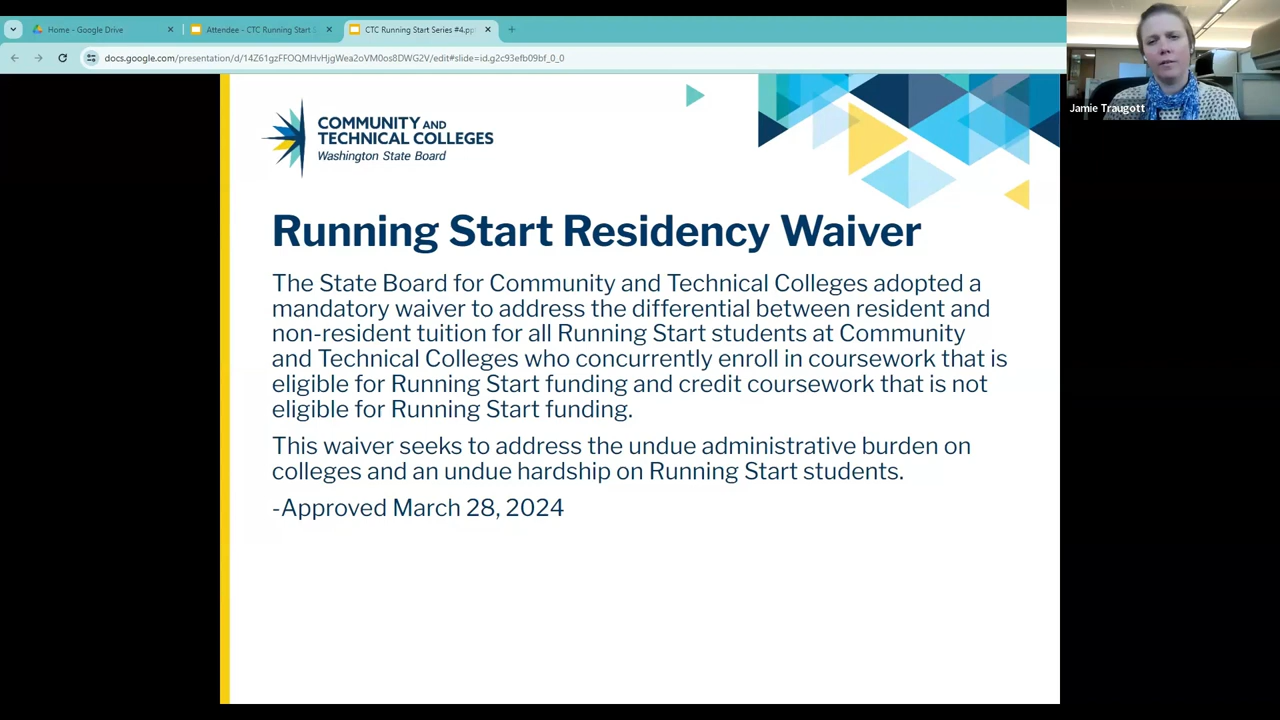 Home - Google Drive
Attendee - CTC Running Start S
CTC Running Start Series #4.pp
docs.google.com/presentation/d/14Z61gzFFOQMHvHjgWea2oVM0os8DWG2V/edit#slide=id.g2c93efb09bf_0_0
Jamie Traugott
COMMUNITY AND
TECHNICAL COLLEGES
Washington State Board
Running Start Residency Waiver
The State Board for Community and Technical Colleges adopted a
mandatory waiver to address the differential between resident and
non-resident tuition for all Running Start students at Community
and Technical Colleges who concurrently enroll in coursework that is
eligible for Running Start funding and credit coursework that is not
eligible for Running Start funding.
This waiver seeks to address the undue administrative burden on
colleges and an undue hardship on Running Start students.
-Approved March 28, 2024